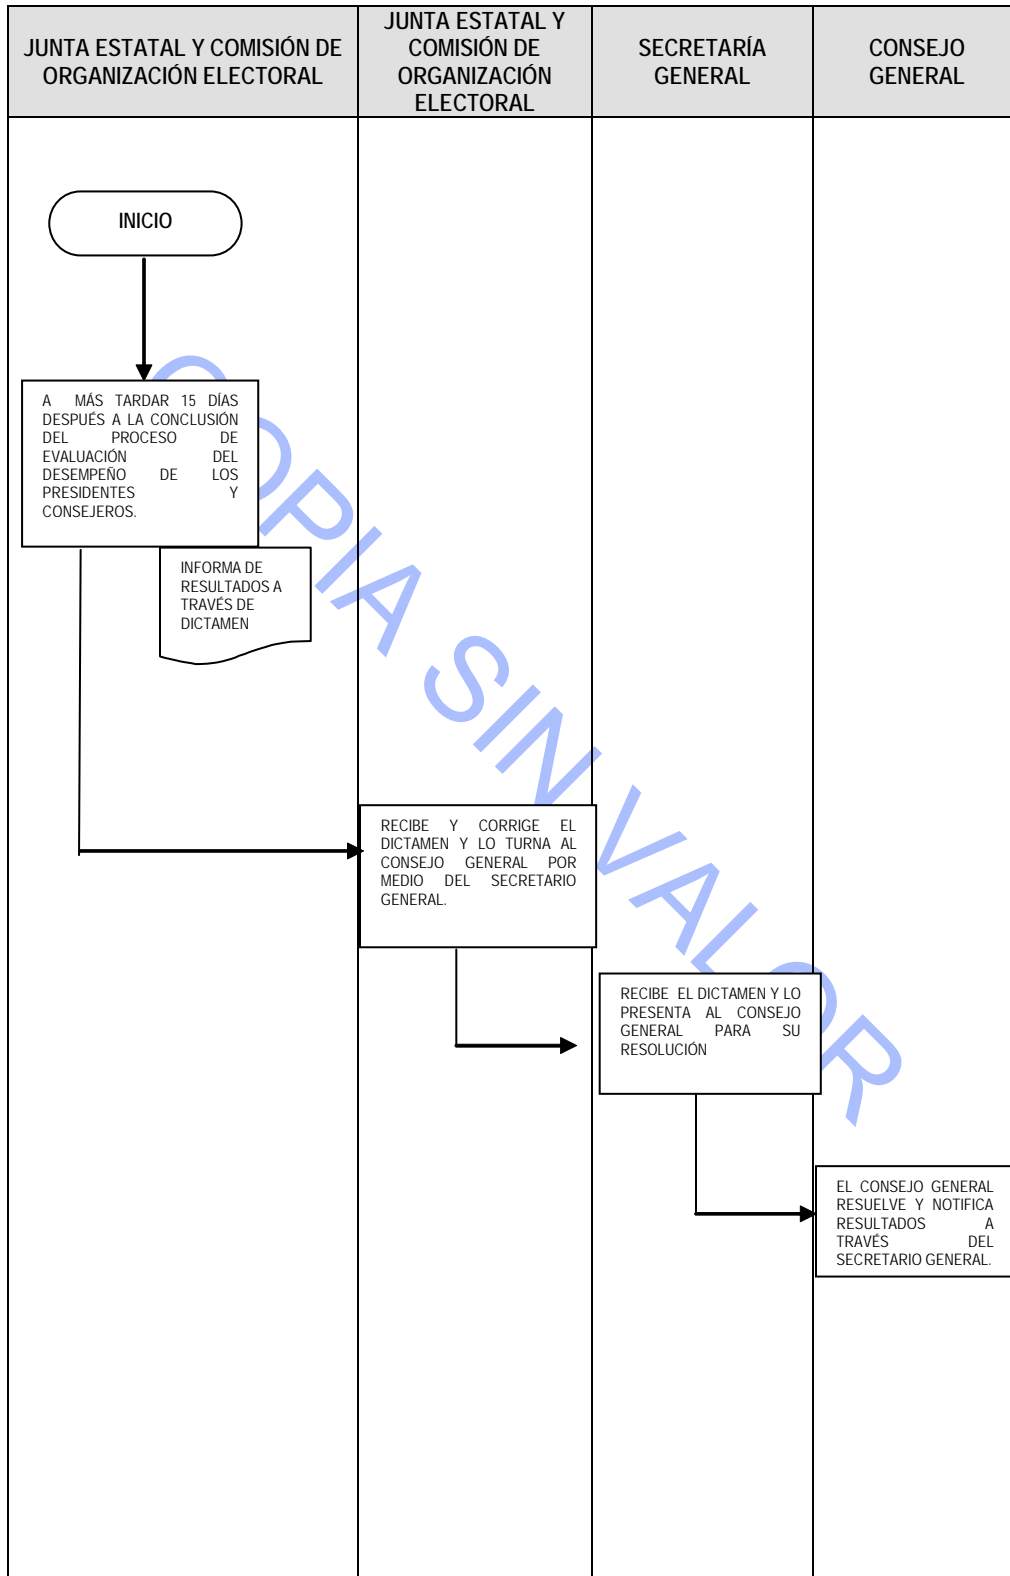 JUNTA ESTATAL Y COMISIÓN DE
ORGANIZACIÓN ELECTORAL
JUNTA ESTATAL Y
COMISIÓN DE
ORGANIZACIÓN
ELECTORAL
SECRETARÍA
GENERAL
CONSEJO
GENERAL
INICIO
A MÁS TARDAR 15 DÍAS
DESPUÉS A LA CONCLUSIÓN
DEL PROCESO DE
EVALUACIÓN DEL
DESEMPEÑO DE LOS
PRESIDENTES Y
CONSEJEROS.
INFORMA DE
RESULTADOS A
TRAVÉS DE
DICTAMEN
RECIBE Y CORRIGE EL
DICTAMEN Y LO TURNA AL
CONSEJO GENERAL POR
MEDIO DEL SECRETARIO
GENERAL.
RECIBE EL DICTAMEN Y LO
PRESENTA AL CONSEJO
GENERAL PARA SU
RESOLUCIÓN
EL CONSEJO GENERAL
RESUELVE Y NOTIFICA
RESULTADOS A
TRAVÉS DEL
SECRETARIO GENERAL.
COPIA SIN VALOR